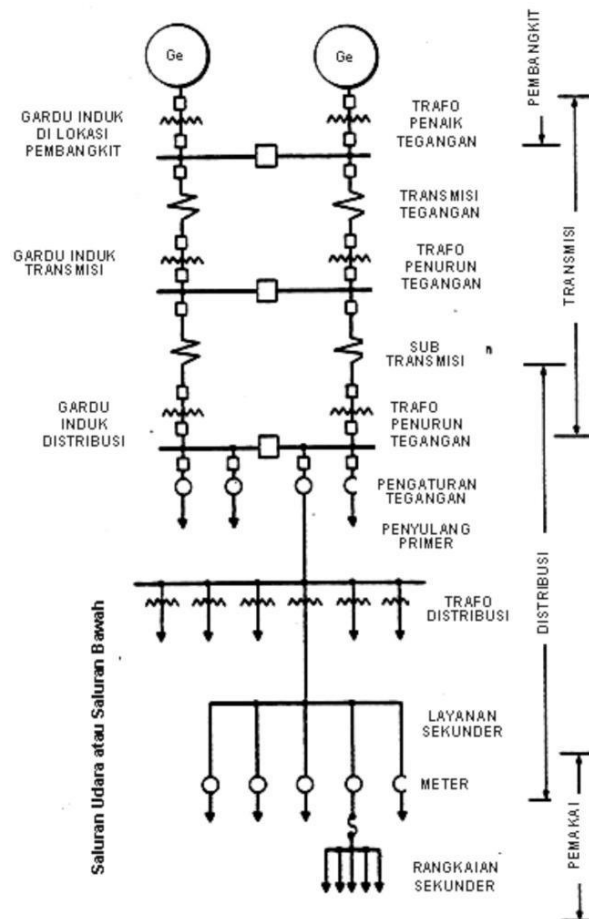 Ge
Ge
PEMBANGKIT
GARDU INDUK
DI LOKASI
PEMBANGKIT
TRAFO
PENAIK
TEGANGAN
TRANSMISI
TEGANGAN
GARDU INDUK
TRANSMISI
TRAFO
PENURUN
TEGANGAN
TRANSMISI
SUB
TRANSMISI
n
GARDU
INDUK
DISTRIBUSI
TRAFO
PENURUN
TEGANGAN
PENGATURAN
TEGANGAN
PENYULANG
PRIMER
DISTRIBUSI
TRAFO
DISTRIBUSI
Saluran Udara atau Saluran Bawah
LAYANAN
SEKUNDER
METER
PEMAKAI
RANGKAIAN
SEKUNDER